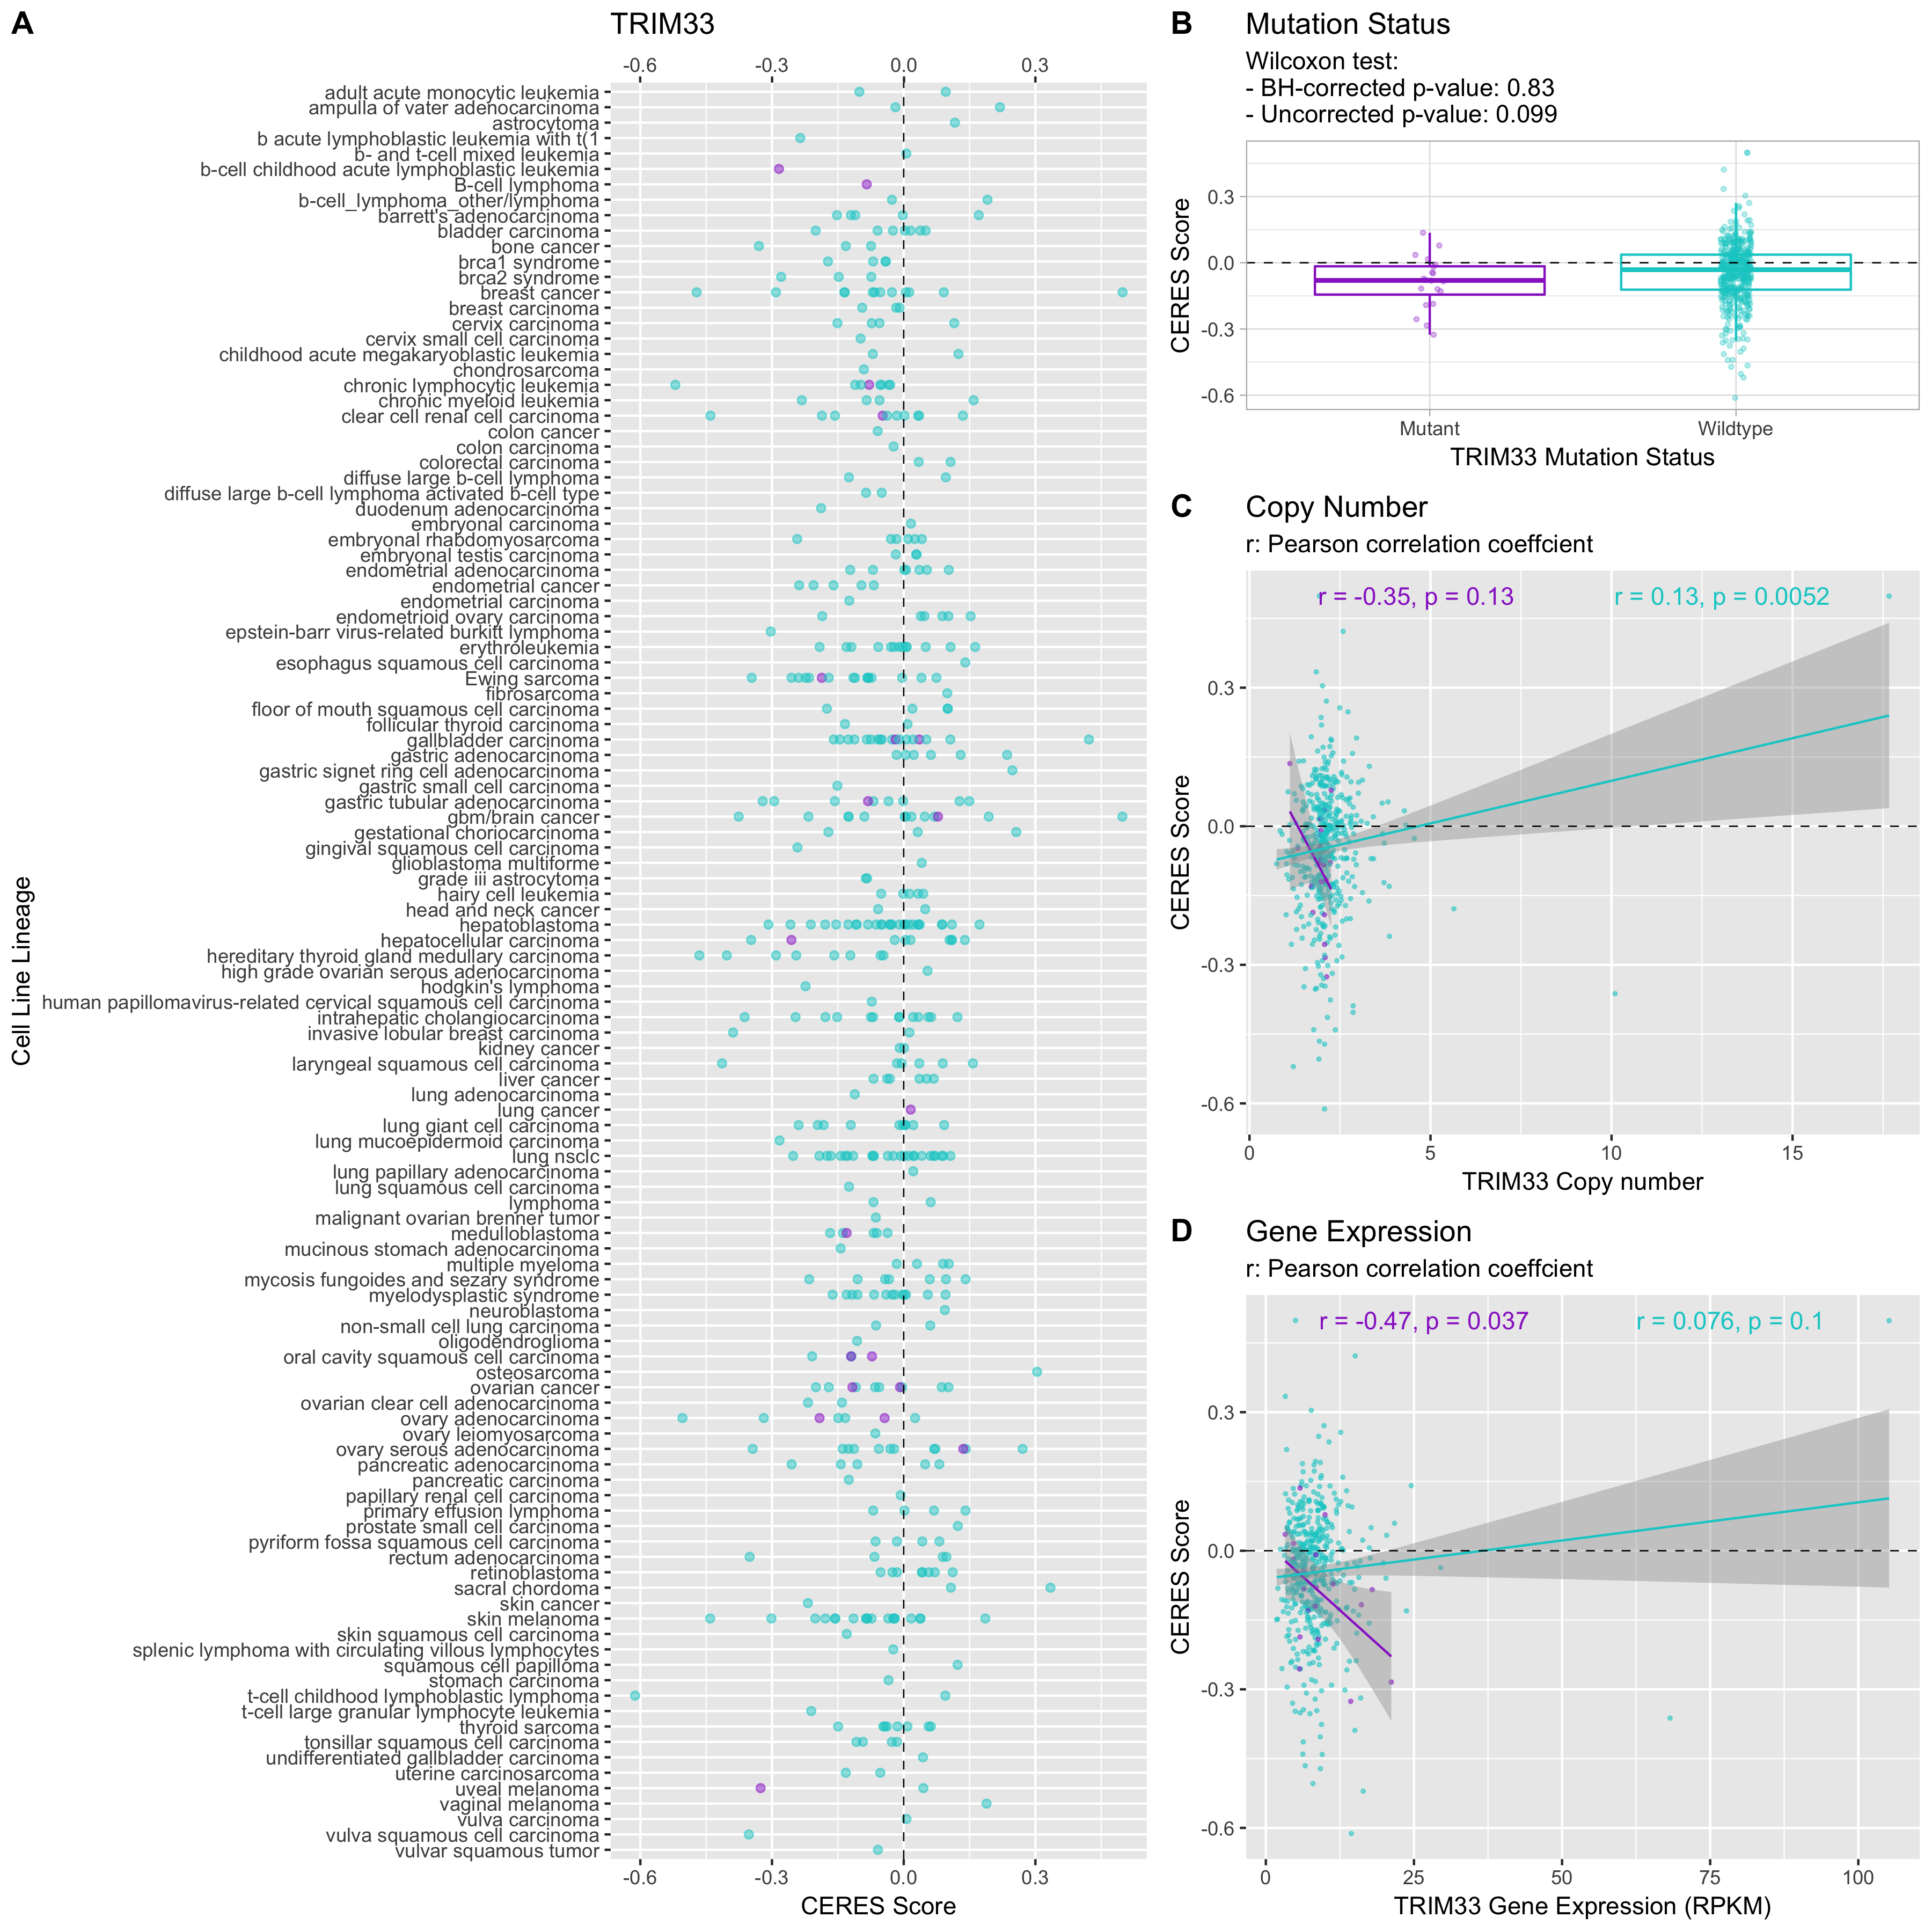 A
TRIM33
-0.6 -0.3 0.0 0.3
adult acute monocytic leukemia
ampulla of vater adenocarcinoma
astrocytoma
b acute lymphoblastic leukemia with t(1
b- and t-cell mixed leukemia
b-cell childhood acute lymphoblastic leukemia
B-cell lymphoma
b-cell_lymphoma_other/lymphoma
barrett's adenocarcinoma
bladder carcinoma
bone cancer
brca1 syndrome
brca2 syndrome
breast cancer
breast carcinoma
cervix carcinoma
cervix small cell carcinoma
childhood acute megakaryoblastic leukemia
chondrosarcoma
chronic lymphocytic leukemia
chronic myeloid leukemia
clear cell renal cell carcinoma
colon cancer
colon carcinoma
colorectal carcinoma
diffuse large b-cell lymphoma
diffuse large b-cell lymphoma activated b-cell type
duodenum adenocarcinoma
embryonal carcinoma
embryonal rhabdomyosarcoma
embryonal testis carcinoma
endometrial adenocarcinoma
endometrial cancer
endometrial carcinoma
endometrioid ovary carcinoma
epstein-barr virus-related burkitt lymphoma
erythroleukemia
esophagus squamous cell carcinoma
Ewing sarcoma
fibrosarcoma
floor of mouth squamous cell carcinoma
follicular thyroid carcinoma
gallbladder carcinoma
gastric adenocarcinoma
gastric signet ring cell adenocarcinoma
gastric small cell carcinoma
gastric tubular adenocarcinoma
gbm/brain cancer
gestational choriocarcinoma
gingival squamous cell carcinoma
glioblastoma multiforme
grade iii astrocytoma
hairy cell leukemia
head and neck cancer
hepatoblastoma
hepatocellular carcinoma
hereditary thyroid gland medullary carcinoma
high grade ovarian serous adenocarcinoma
hodgkin's lymphoma
human papillomavirus-related cervical squamous cell carcinoma
intrahepatic cholangiocarcinoma
invasive lobular breast carcinoma
kidney cancer
laryngeal squamous cell carcinoma
liver cancer
lung adenocarcinoma
lung cancer
lung giant cell carcinoma
lung mucoepidermoid carcinoma
lung nsclc
lung papillary adenocarcinoma
lung squamous cell carcinoma
lymphoma
malignant ovarian brenner tumor
medulloblastoma
mucinous stomach adenocarcinoma
multiple myeloma
mycosis fungoides and sezary syndrome
myelodysplastic syndrome
neuroblastoma
non-small cell lung carcinoma
oligodendroglioma
oral cavity squamous cell carcinoma
osteosarcoma
ovarian cancer
ovarian clear cell adenocarcinoma
ovary adenocarcinoma
ovary leiomyosarcoma
ovary serous adenocarcinoma
pancreatic adenocarcinoma
pancreatic carcinoma
papillary renal cell carcinoma
primary effusion lymphoma
prostate small cell carcinoma
pyriform fossa squamous cell carcinoma
rectum adenocarcinoma
retinoblastoma
sacral chordoma
skin cancer
skin melanoma
skin squamous cell carcinoma
splenic lymphoma with circulating villous lymphocytes
squamous cell papilloma
stomach carcinoma
t-cell childhood lymphoblastic lymphoma
t-cell large granular lymphocyte leukemia
thyroid sarcoma
tonsillar squamous cell carcinoma
undifferentiated gallbladder carcinoma
uterine carcinosarcoma
uveal melanoma
vaginal melanoma
vulva carcinoma
vulva squamous cell carcinoma
vulvar squamous tumor
-0.6 -0.3 0.0 0.3
CERES Score
Cell Line Lineage
B
Mutation Status
Wilcoxon test:
- BH-corrected p-value: 0.83
- Uncorrected p-value: 0.099
CERES Score
0.3
0.0
-0.3
-0.6
Mutant Wildtype
TRIM33 Mutation Status
C
Copy Number
r: Pearson correlation coeffcient
r = -0.35, p = 0.13 r = 0.13, p = 0.0052
CERES Score
0.3
0.0
-0.3
-0.6
0 5 10 15
TRIM33 Copy number
D
Gene Expression
r: Pearson correlation coeffcient
r = -0.47, p = 0.037 r = 0.076, p = 0.1
CERES Score
0.3
0.0
-0.3
-0.6
0 25 50 75 100
TRIM33 Gene Expression (RPKM)